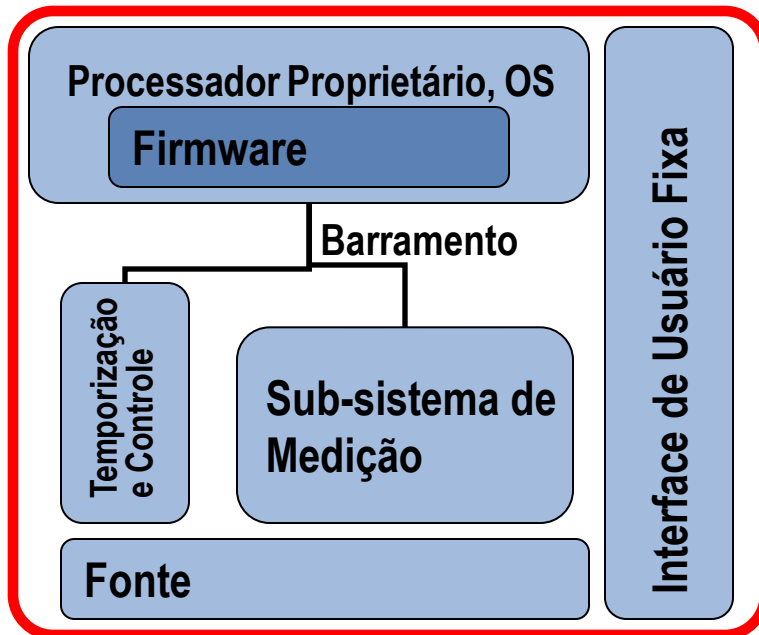 Processador Proprietário, OS
Firmware
Barramento
Temporização
e Controle
Sub-sistema de
Medição
Fonte
Interface de Usuário Fixa